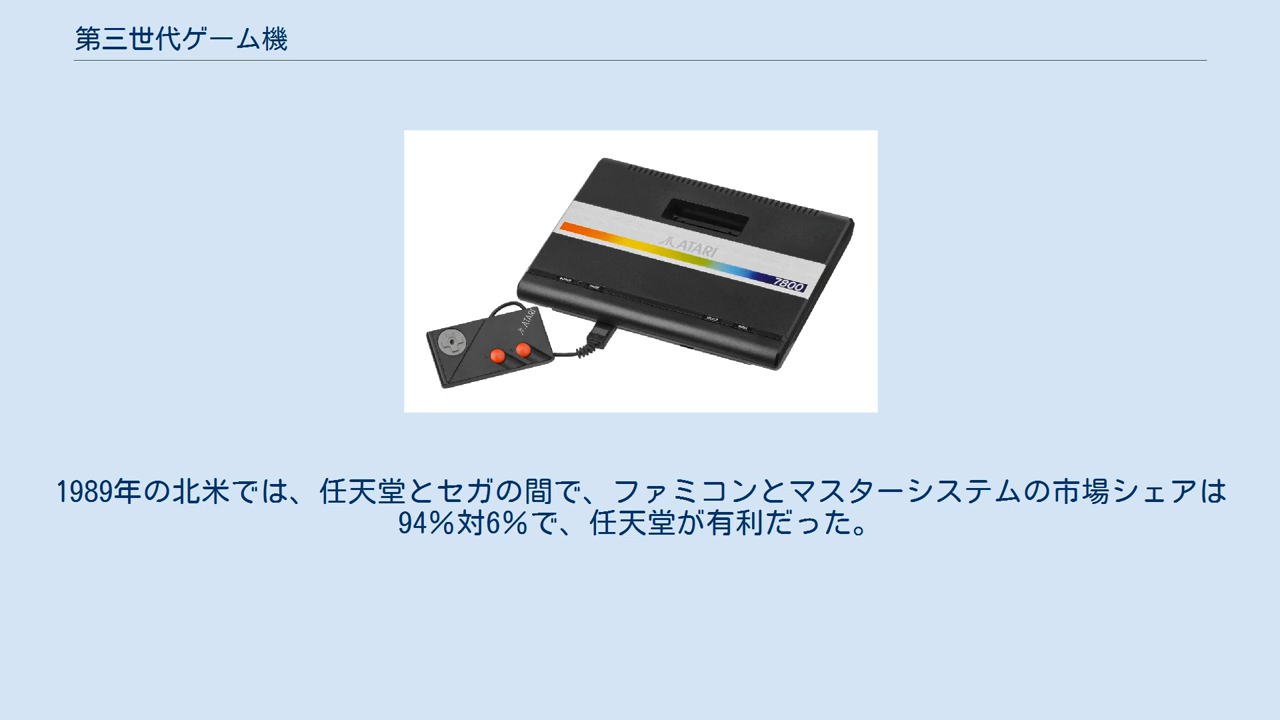 第三世代ゲーム機
ATARI
7800
ATARI
1989年の北米では、任天堂とセガの間で、ファミコンとマスターシステムの市場シェアは
94％対6％で、任天堂が有利だった。